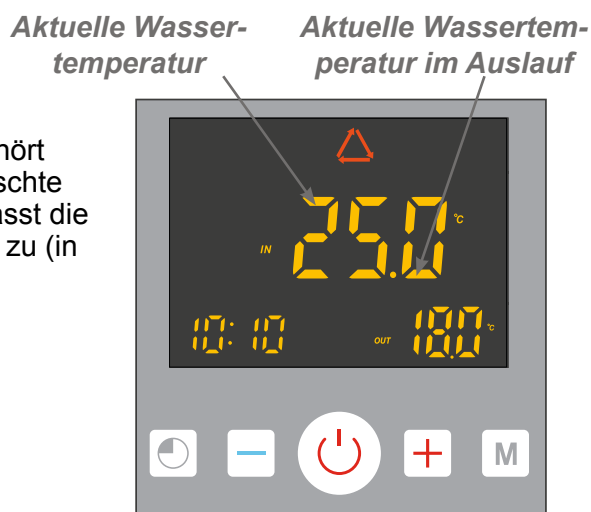 Aktuelle Wasser-
temperatur
Aktuelle Wassertem-
peratur im Auslauf
hört
schte
sst die
zu (in
25.0 °C
IN
10:10
OUT 18.0 °C
M